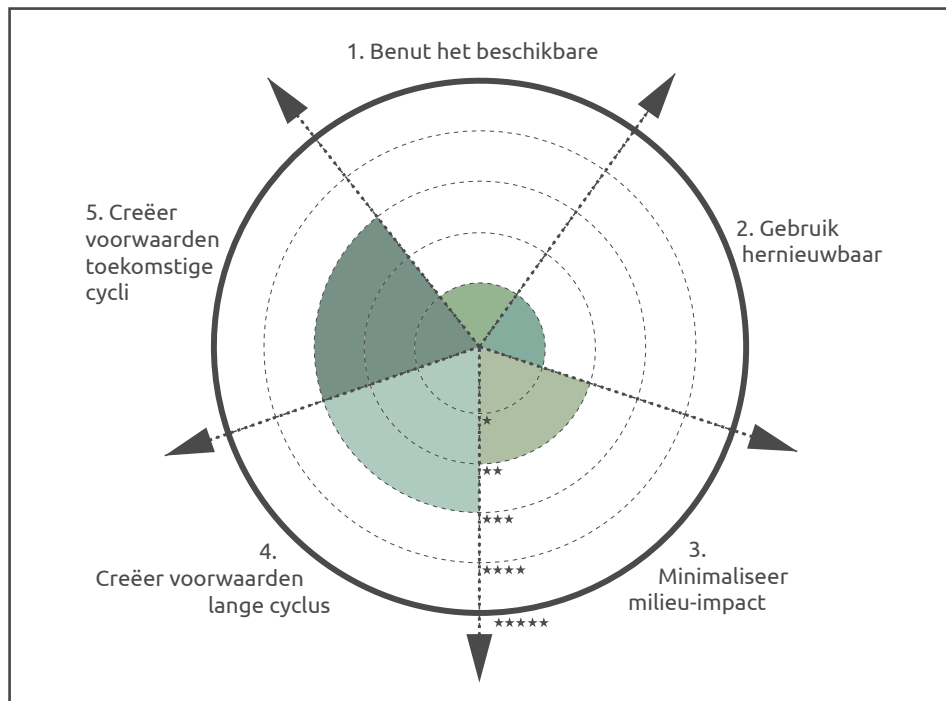 1. Benut het beschikbare
2. Gebruik
hernieuwbaar
3.
Minimaliseer
milieu-impact
4.
Creëer voorwaarden
lange cyclus
5. Creëer
voorwaarden
toekomstige
cycli
★
★★
★★★
★★★★
★★★★★